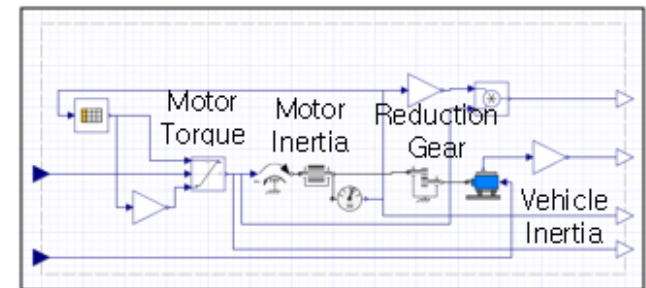 Motor
Torque
Motor
Inertia
Reduction
Gear
Vehicle
Inertia